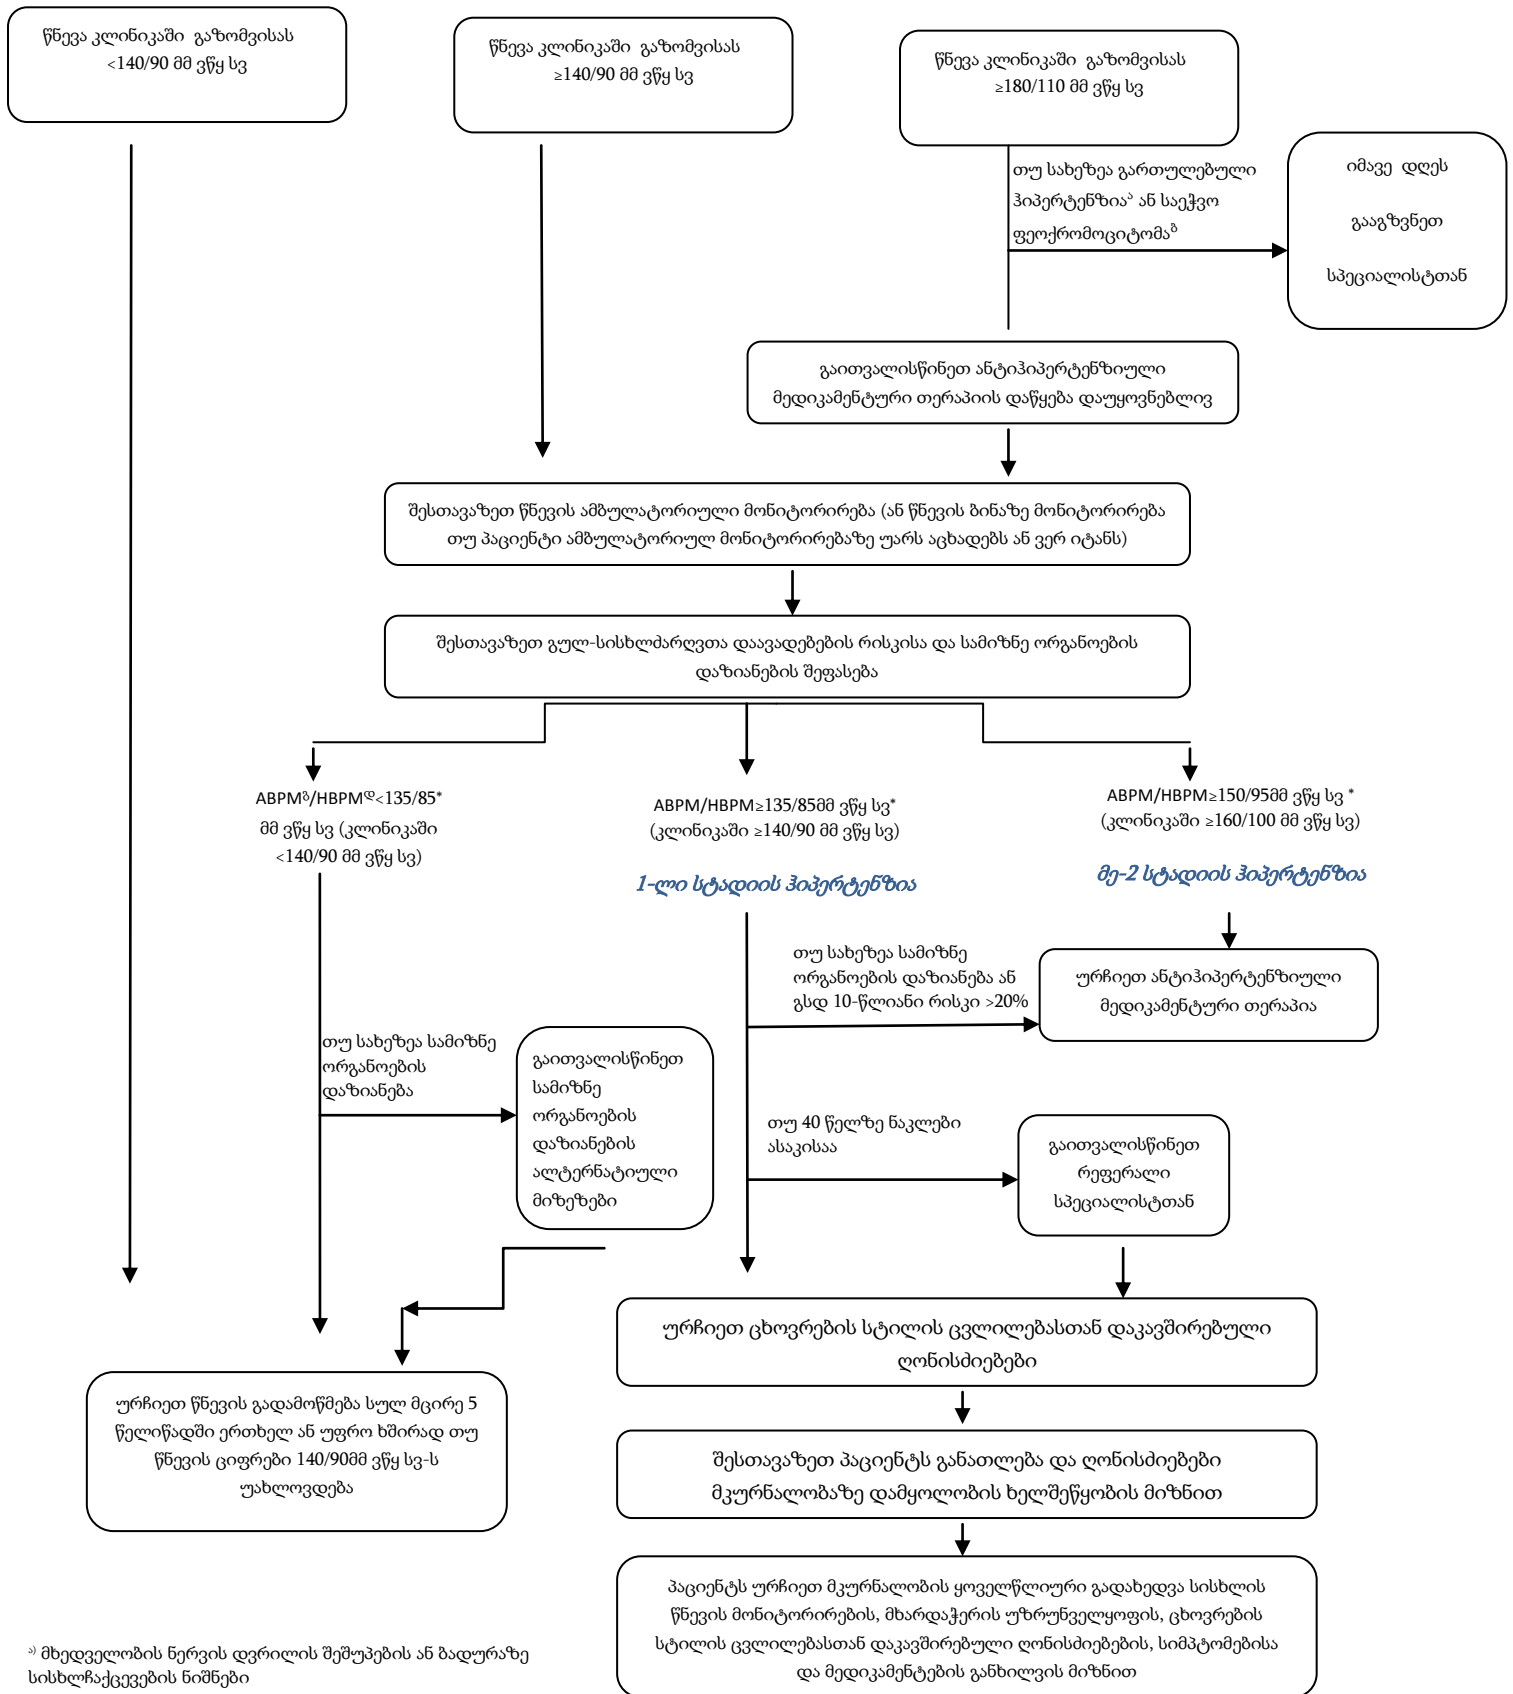 წნევა კლინიკაში გაზომვისას
<140/90 მმ ვწყ სვ
წნევა კლინიკაში გაზომვისას
≥140/90 მმ ვწყ სვ
წნევა კლინიკაში გაზომვისას
≥180/110 მმ ვწყ სვ
თუ სახეზეა გართულებული
ჰიპერტენზიაᵃ ან საეჭვო
ფეოქრომოციტომაᵇ
იმავე დღეს
გააგზვნეთ
სპეციალისტთან
გაითვალისწინეთ ანტიჰიპერტენზიული
მედიკამენტური თერაპიის დაწყება დაუყოვნებლივ
შესთავაზეთ წნევის ამბულატორიული მონიტორირება (ან წნევის ბინაზე მონიტორირება
თუ პაციენტი ამბულატორიულ მონიტორირებაზე უარს აცხადებს ან ვერ იტანს)
შესთავაზეთ გულ-სისხლძარღვთა დაავადებების რისკისა და სამიზნე ორგანოების
დაზიანების შეფასება
ABPMᵍ/HBPMდ<135/85*
მმ ვწყ სვ (კლინიკაში
<140/90 მმ ვწყ სვ)
ABPM/HBPM≥135/85მმ ვწყ სვ*
(კლინიკაში ≥140/90 მმ ვწყ სვ)
1-ლი სტადიის ჰიპერტენზია
ABPM/HBPM≥150/95მმ ვწყ სვ *
(კლინიკაში ≥160/100 მმ ვწყ სვ)
მე-2 სტადიის ჰიპერტენზია
თუ სახეზეა სამიზნე
ორგანოების დაზიანება ან
გსდ 10-წლიანი რისკი >20%
ურჩიეთ ანტიჰიპერტენზიული
მედიკამენტური თერაპია
თუ სახეზეა სამიზნე
ორგანოების
დაზიანება
გაითვალისწინეთ
სამიზნე
ორგანოების
დაზიანების
ალტერნატიული
მიზეზები
თუ 40 წელზე ნაკლები
ასაკისაა
გაითვალისწინეთ
რეფერალი
სპეციალისტთან
ურჩიეთ ცხოვრების სტილის ცვლილებასთან დაკავშირებული
ღონისძიებები
ურჩიეთ წნევის გადამოწმება სულ მცირე 5
წელიწადში ერთხელ ან უფრო ხშირად თუ
წნევის ციფრები 140/90მმ ვწყ სვ-ს
უახლოვდება
შესთავაზეთ პაციენტს განათლება და ღონისძიებები
მკურნალობაზე დამყოლობის ხელშეწყობის მიზნით
პაციენტს ურჩიეთ მკურნალობის ყოველწლიური გადახედვა სისხლის
წნევის მონიტორირების, მხარდაჭერის უზრუნველყოფის, ცხოვრების
სტილის ცვლილებასთან დაკავშირებული ღონისძიებების, სიმპტომებისა
და მედიკამენტების განხილვის მიზნით
ა) მხედველობის ნერვის დვრილის შეშუპების ან ბადურაზე
სისხლჩაქცევების ნიშნები